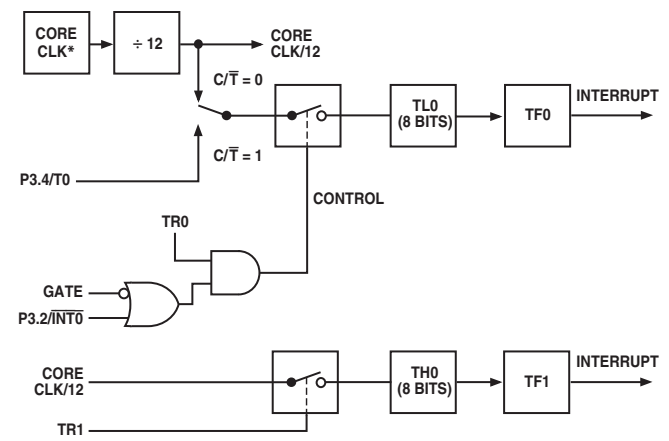 CORE
CLK*
÷ 12
CORE
CLK/12
C/T̅ = 0
TL0
(8 BITS)
TF0
INTERRUPT
C/T̅ = 1
P3.4/T0
CONTROL
TR0
GATE
P3.2/I̅N̅T̅0̅
CORE
CLK/12
TH0
(8 BITS)
TF1
INTERRUPT
TR1